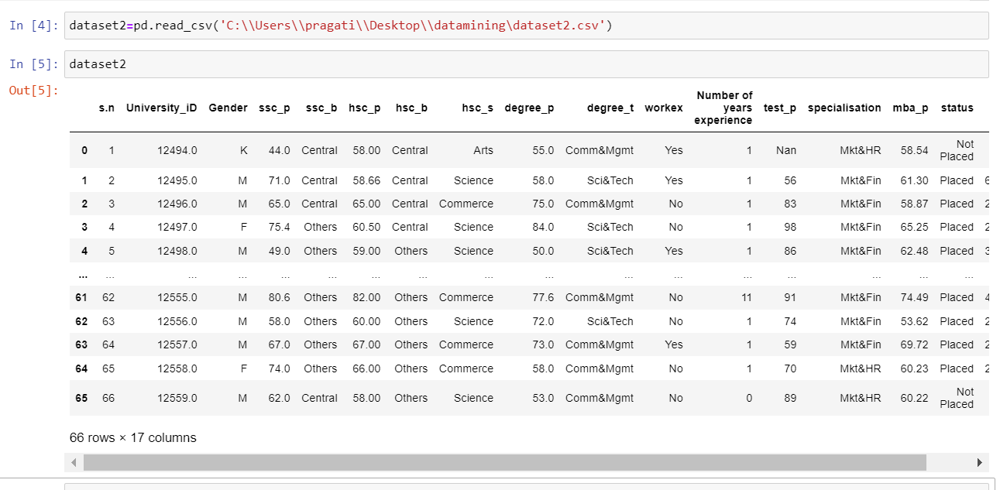 In [4]: dataset2=pd.read_csv('C:\\Users\\pragati\\Desktop\\datamining\dataset2.csv')
In [5]: dataset2
Out[5]:
s.n University_iD Gender ssc_p ssc_b hsc_p hsc_b hsc_s degree_p degree_t workex Number of years experience test_p specialisation mba_p status
0 1 12494.0 K 44.0 Central 58.00 Central Arts 55.0 Comm&Mgmt Yes 1 Nan Mkt&HR 58.54 Not Placed
1 2 12495.0 M 71.0 Central 58.66 Central Science 58.0 Sci&Tech Yes 1 56 Mkt&Fin 61.30 Placed
2 3 12496.0 M 65.0 Central 65.00 Central Commerce 75.0 Comm&Mgmt No 1 83 Mkt&Fin 58.87 Placed 2
3 4 12497.0 F 75.4 Others 60.50 Central Science 84.0 Sci&Tech No 1 98 Mkt&Fin 65.25 Placed 2
4 5 12498.0 M 49.0 Others 59.00 Others Science 50.0 Sci&Tech Yes 1 86 Mkt&Fin 62.48 Placed 3
... ... ... ... ... ... ... ... ... ... ... ... ... ... ... ... ...
61 62 12555.0 M 80.6 Others 82.00 Others Commerce 77.6 Comm&Mgmt No 11 91 Mkt&Fin 74.49 Placed 4
62 63 12556.0 M 58.0 Others 60.00 Others Science 72.0 Sci&Tech No 1 74 Mkt&Fin 53.62 Placed 2
63 64 12557.0 M 67.0 Others 67.00 Others Commerce 73.0 Comm&Mgmt Yes 1 59 Mkt&Fin 69.72 Placed 2
64 65 12558.0 F 74.0 Others 66.00 Others Commerce 58.0 Comm&Mgmt No 1 70 Mkt&HR 60.23 Placed 2
65 66 12559.0 M 62.0 Central 58.00 Others Science 53.0 Comm&Mgmt No 0 89 Mkt&HR 60.22 Not Placed
66 rows × 17 columns